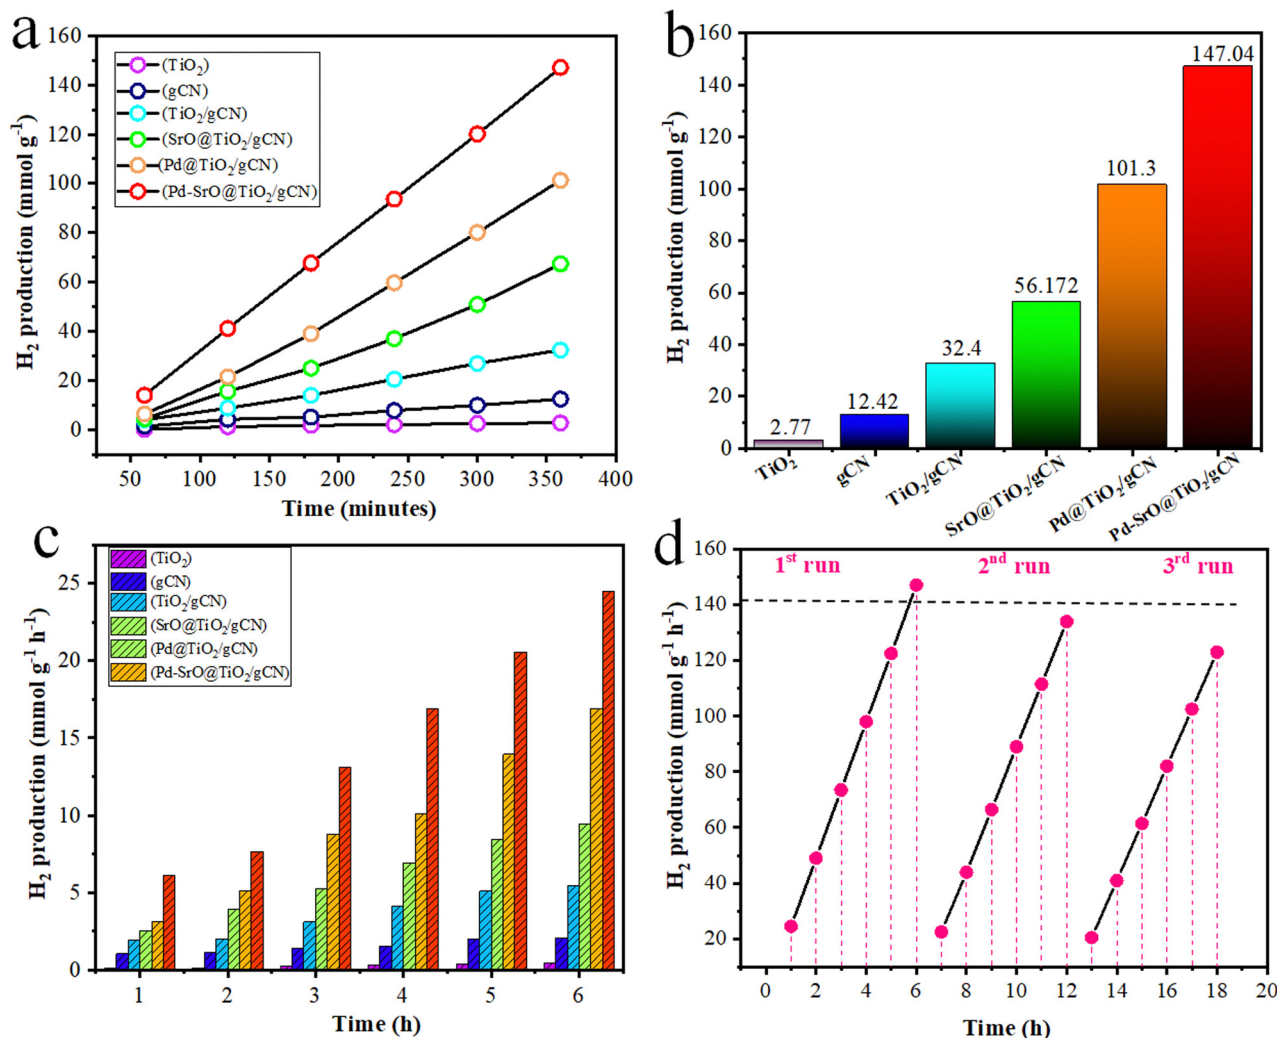 a
160
140
120
100
80
60
40
20
0
H₂ production (mmol g⁻¹)
(TiO₂)
(gCN)
(TiO₂/gCN)
(SrO@TiO₂/gCN)
(Pd@TiO₂/gCN)
(Pd-SrO@TiO₂/gCN)
50 100 150 200 250 300 350 400
Time (minutes)
b
160
140
120
100
80
60
40
20
0
H₂ production (mmol g⁻¹)
2.77
12.42
32.4
56.172
101.3
147.04
TiO₂
gCN
TiO₂/gCN
SrO@TiO₂/gCN
Pd@TiO₂/gCN
Pd-SrO@TiO₂/gCN
c
25
20
15
10
5
0
H₂ production (mmol g⁻¹ h⁻¹)
(TiO₂)
(gCN)
(TiO₂/gCN)
(SrO@TiO₂/gCN)
(Pd@TiO₂/gCN)
(Pd-SrO@TiO₂/gCN)
1 2 3 4 5 6
Time (h)
d
160
140
120
100
80
60
40
20
H₂ production (mmol g⁻¹ h⁻¹)
1ˢᵗ run
2ⁿᵈ run
3ʳᵈ run
0 2 4 6 8 10 12 14 16 18 20
Time (h)